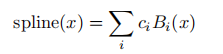 spline(x) = ∑_i c_i B_i(x)